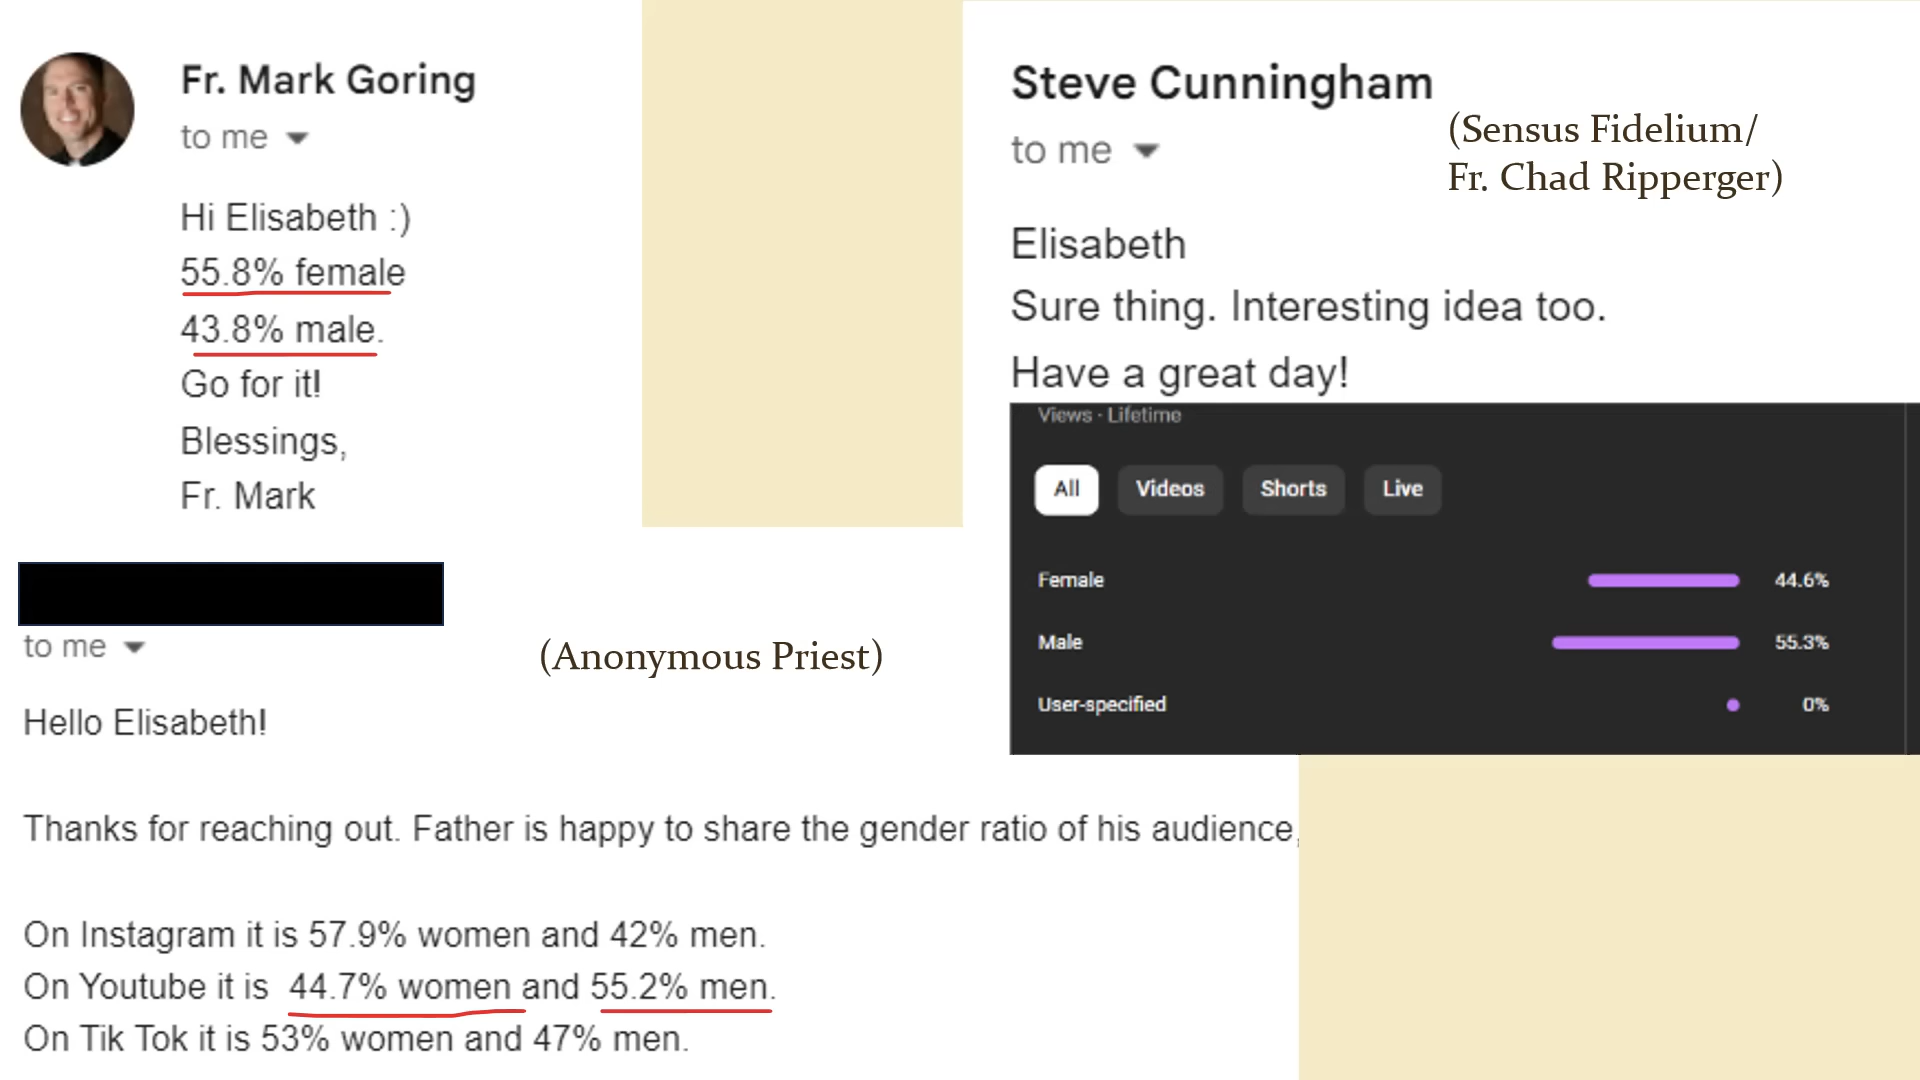 Fr. Mark Goring
to me
Hi Elisabeth :)
55.8% female
43.8% male.
Go for it!
Blessings,
Fr. Mark
Steve Cunningham
(Sensus Fidelium/
Fr. Chad Ripperger)
to me
Elisabeth
Sure thing. Interesting idea too.
Have a great day!
Views · Lifetime
All Videos Shorts Live
Female 44.6%
Male 55.3%
User-specified 0%
to me
(Anonymous Priest)
Hello Elisabeth!
Thanks for reaching out. Father is happy to share the gender ratio of his audience,
On Instagram it is 57.9% women and 42% men.
On Youtube it is 44.7% women and 55.2% men.
On Tik Tok it is 53% women and 47% men.